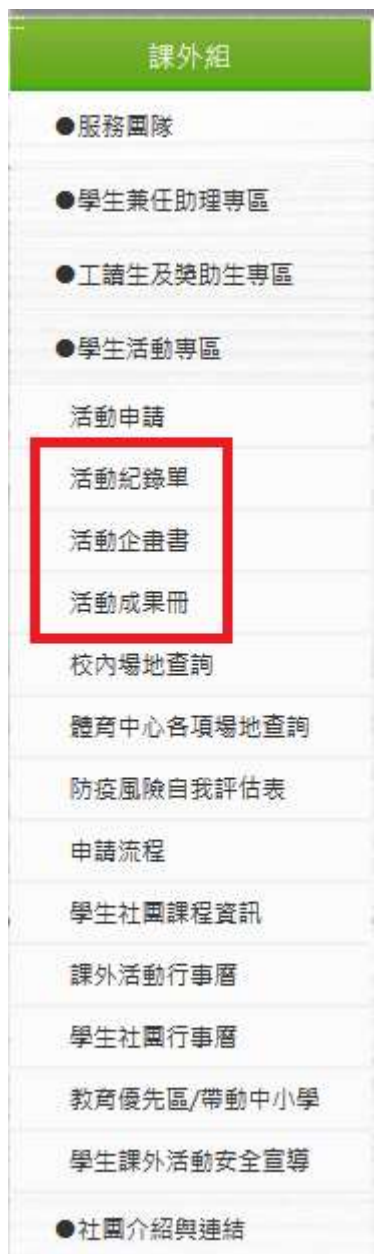 課外組
●服務團隊
●學生兼任助理專區
●工讀生及獎助生專區
●學生活動專區
活動申請
活動紀錄單
活動企畫書
活動成果冊
校內場地查詢
體育中心各項場地查詢
防疫風險自我評估表
申請流程
學生社團課程資訊
課外活動行事曆
學生社團行事曆
教育優先區/帶動中小學
學生課外活動安全宣導
●社團介紹與連結